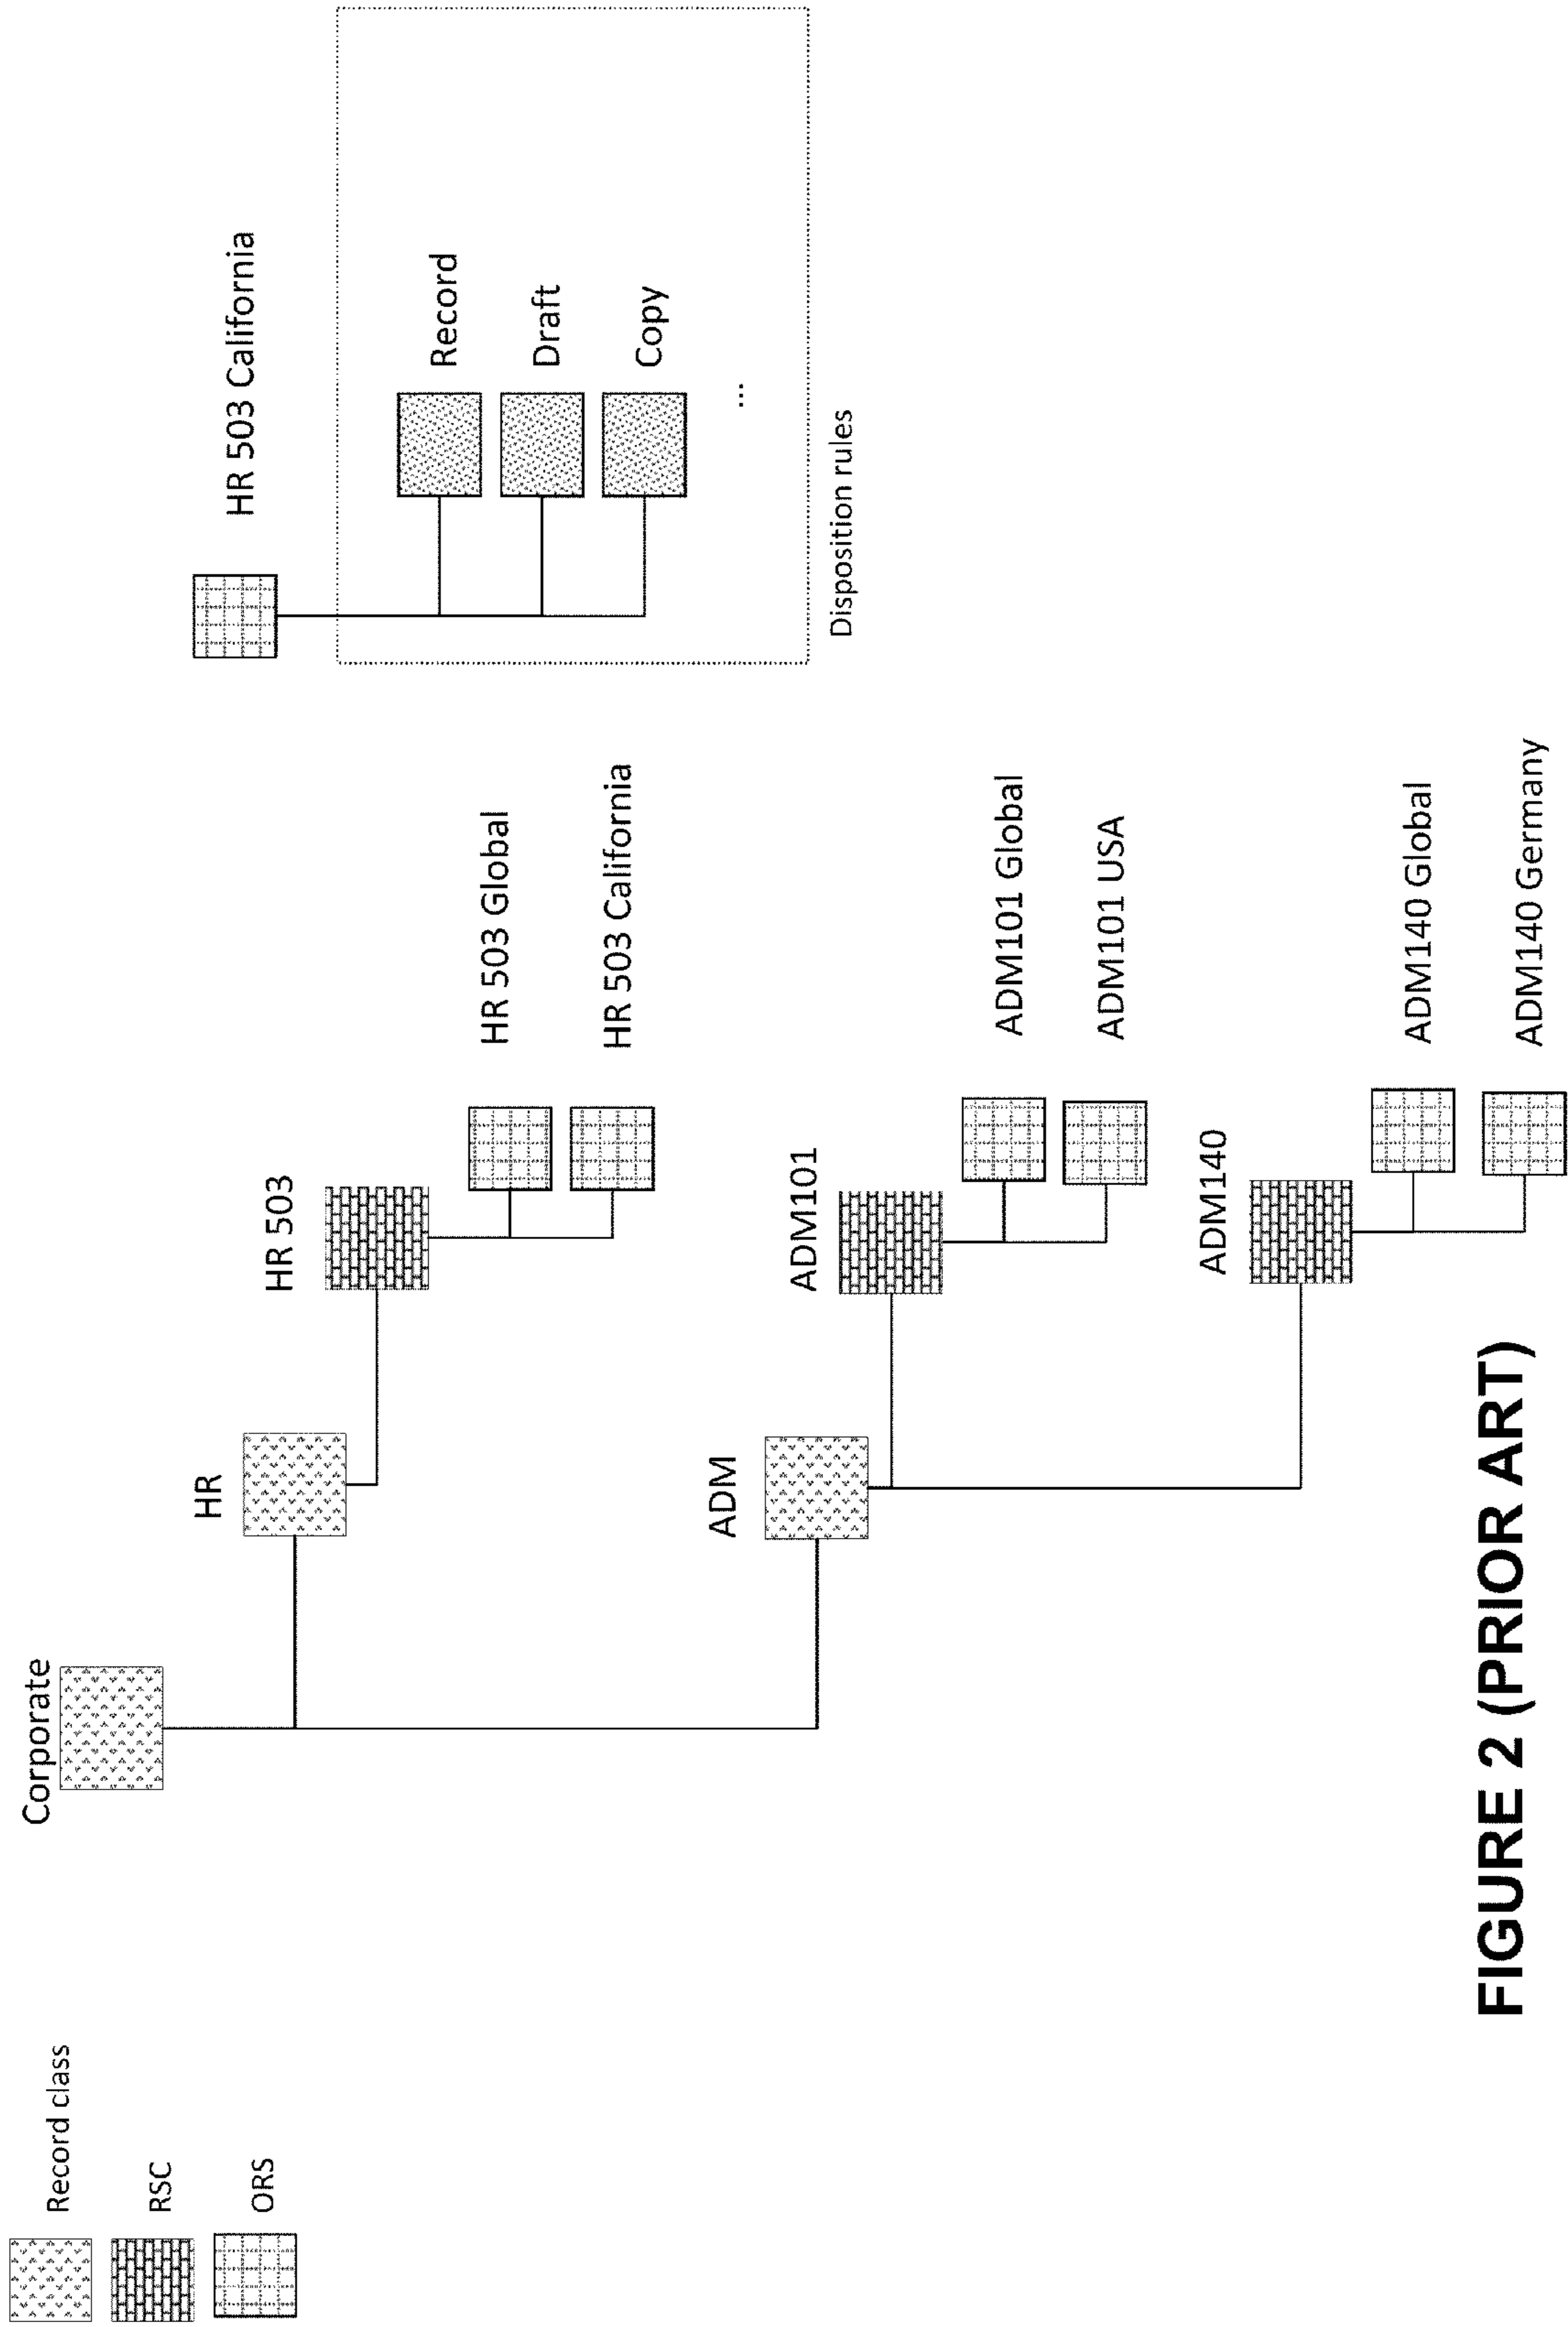 Record class
RSC
ORS
Corporate
HR
HR 503
HR 503 Global
HR 503 California
ADM
ADM101
ADM101 Global
ADM101 USA
ADM140
ADM140 Global
ADM140 Germany
HR 503 California
Record
Draft
Copy
...
Disposition rules
FIGURE 2 (PRIOR ART)